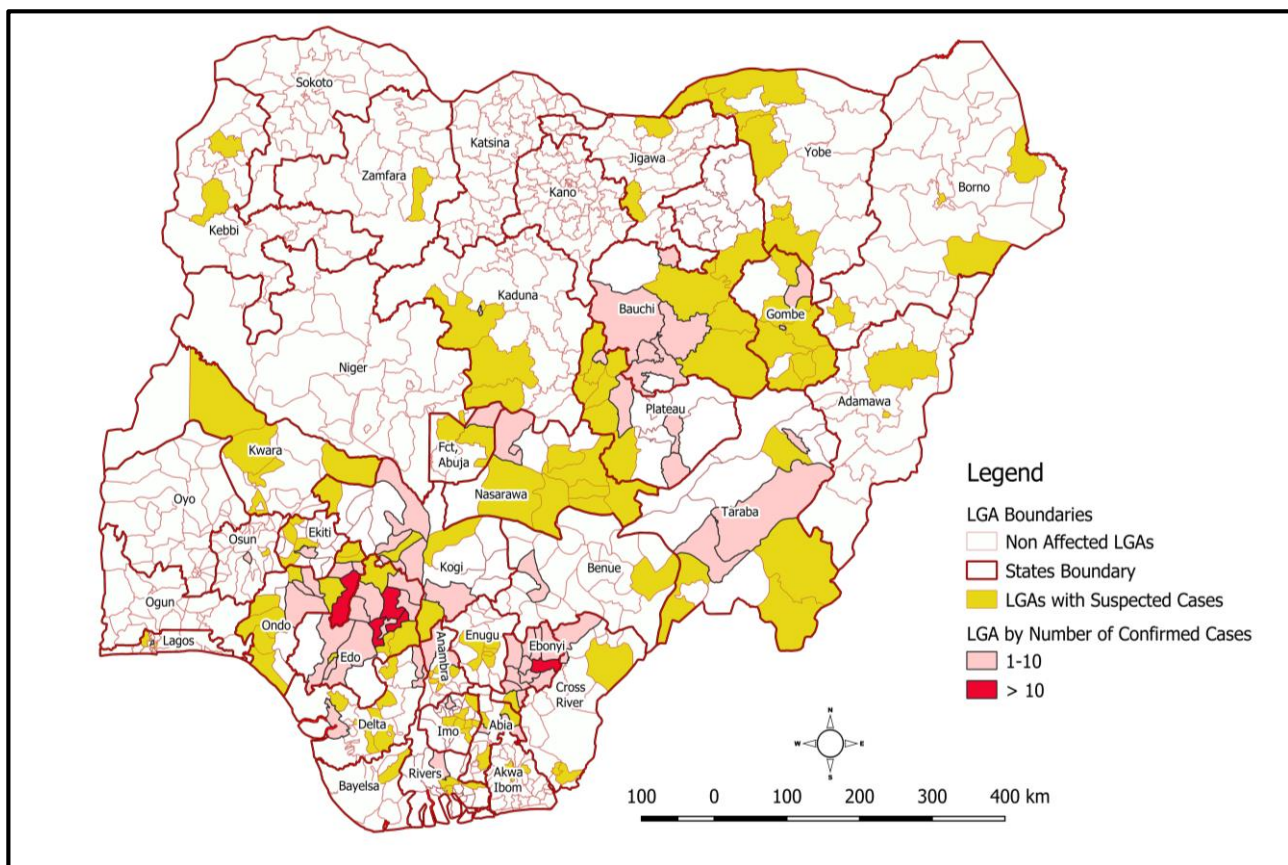 Sokoto
Katsina
Jigawa
Yobe
Zamfara
Kano
Borno
Kebbi
Kaduna
Bauchi
Gombe
Niger
Plateau
Adamawa
Kwara
Fct,
Abuja
Nasarawa
Taraba
Oyo
Osun
Ekiti
Kogi
Benue
Ogun
Ondo
Lagos
Edo
Anambra
Enugu
Ebonyi
Cross
River
Delta
Imo
Abia
Bayelsa
Rivers
Akwa
Ibom
Legend
LGA Boundaries
Non Affected LGAs
States Boundary
LGAs with Suspected Cases
LGA by Number of Confirmed Cases
1-10
> 10
N
W E
S
100 0 100 200 300 400 km